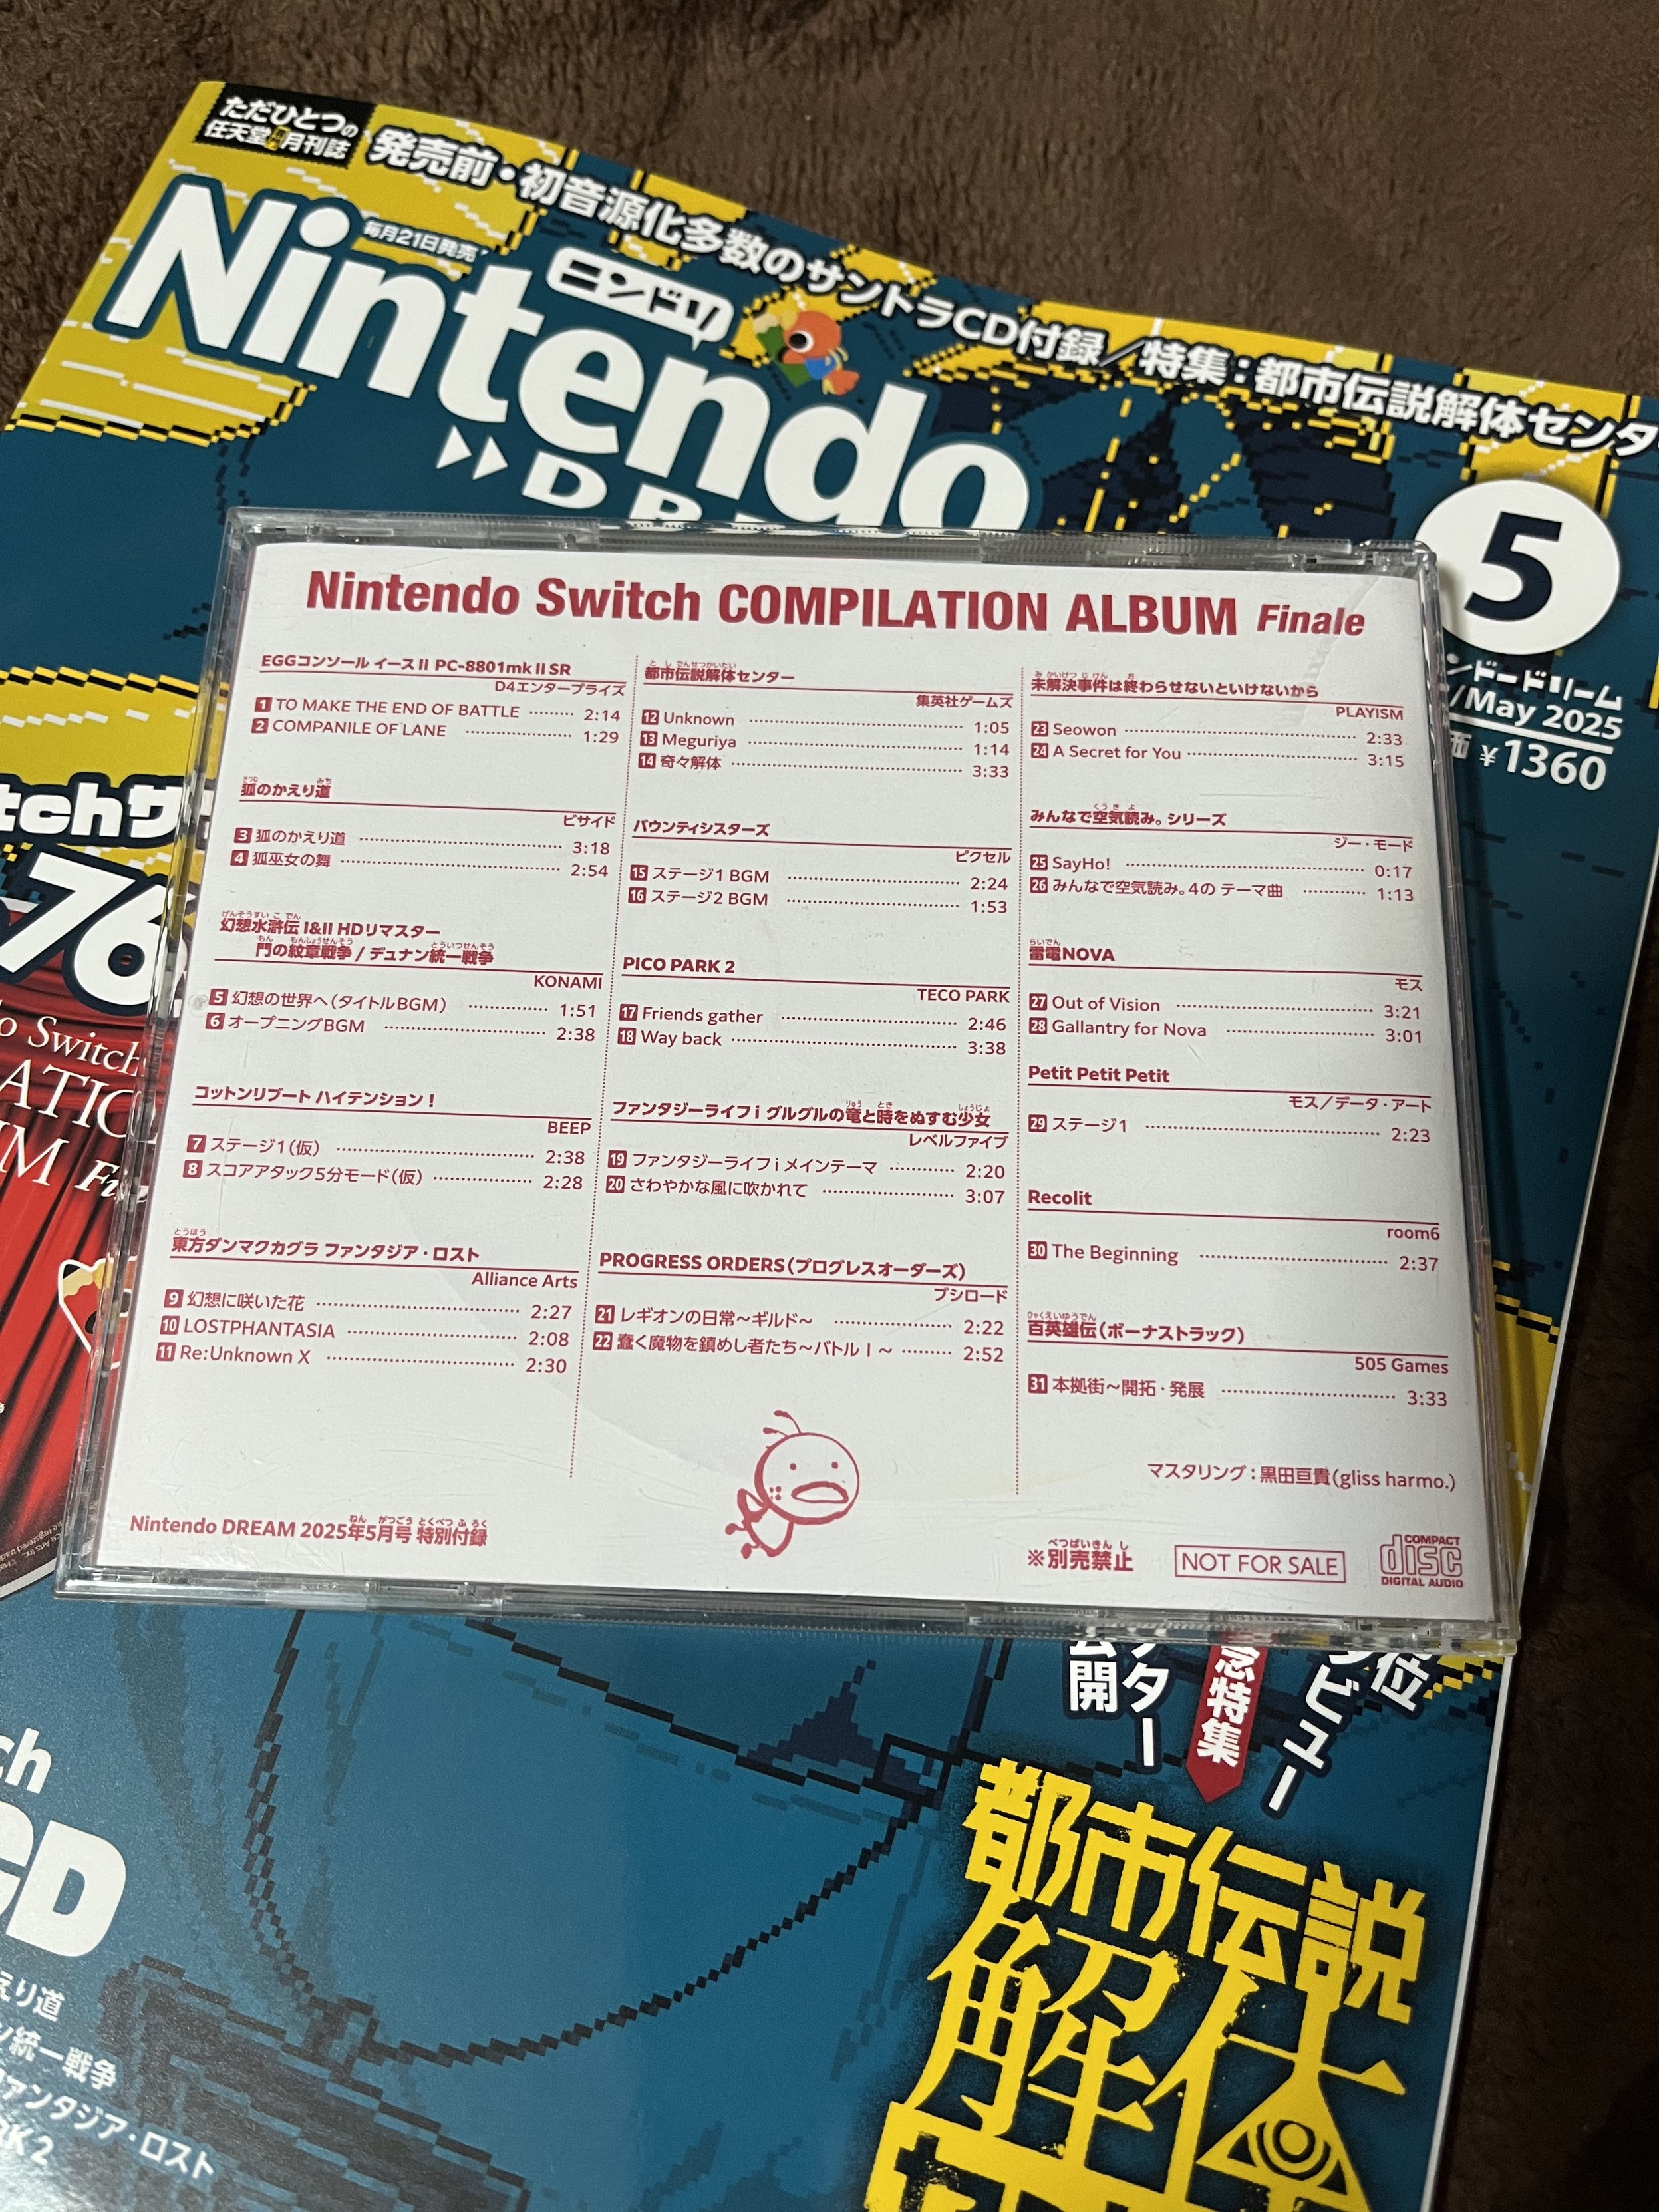 ただひとつの
任天堂専門月刊誌
発売前・初音源化多数のサントラCD付録/特集：都市伝説解体センタ
毎月21日発売
ニンドリ
Nintendo
5
/May 2025
¥1360
76
Nintendo Switch COMPILATION ALBUM Finale
EGGコンソール イースII PC-8801mkII SR
D4エンタープライズ
1 TO MAKE THE END OF BATTLE 2:14
2 COMPANILE OF LANE 1:29
狐のかえり道
ビサイド
3 狐のかえり道 3:18
4 狐巫女の舞 2:54
幻想水滸伝 I&II HDリマスター
門の紋章戦争 / デュナン統一戦争
KONAMI
5 幻想の世界へ(タイトルBGM) 1:51
6 オープニングBGM 2:38
コットンリブート ハイテンション！
BEEP
7 ステージ1(仮) 2:38
8 スコアアタック5分モード(仮) 2:28
東方ダンマクカグラ ファンタジア・ロスト
Alliance Arts
9 幻想に咲いた花 2:27
10 LOSTPHANTASIA 2:08
11 Re:Unknown X 2:30
都市伝説解体センター
集英社ゲームズ
12 Unknown 1:05
13 Meguriya 1:14
14 奇々解体 3:33
バウンティシスターズ
ピクセル
15 ステージ1 BGM 2:24
16 ステージ2 BGM 1:53
PICO PARK 2
TECO PARK
17 Friends gather 2:46
18 Way back 3:38
ファンタジーライフi グルグルの竜と時をぬすむ少女
レベルファイブ
19 ファンタジーライフi メインテーマ 2:20
20 さわやかな風に吹かれて 3:07
PROGRESS ORDERS(プログレスオーダーズ)
ブシロード
21 レギオンの日常〜ギルド〜 2:22
22 蠢く魔物を鎮めし者たち〜バトルI〜 2:52
未解決事件は終わらせないといけないから
PLAYISM
23 Seowon 2:33
24 A Secret for You 3:15
みんなで空気読み。シリーズ
ジー・モード
25 SayHo! 0:17
26 みんなで空気読み。4の テーマ曲 1:13
雷電NOVA
モス
27 Out of Vision 3:21
28 Gallantry for Nova 3:01
Petit Petit Petit
モス/データ・アート
29 ステージ1 2:23
Recolit
room6
30 The Beginning 2:37
百英雄伝(ボーナストラック)
505 Games
31 本拠街〜開拓・発展 3:33
マスタリング：黒田亘貴(gliss harmo.)
Nintendo DREAM 2025年5月号 特別付録
※別売禁止
NOT FOR SALE
COMPACT
disc
DIGITAL AUDIO
特集
都市伝説
解体